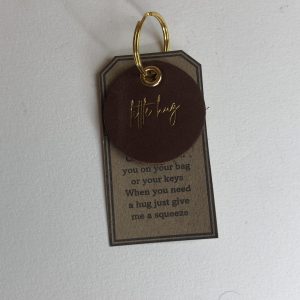 little hug
you on your bag
or your keys
When you need
a hug just give
me a squeeze